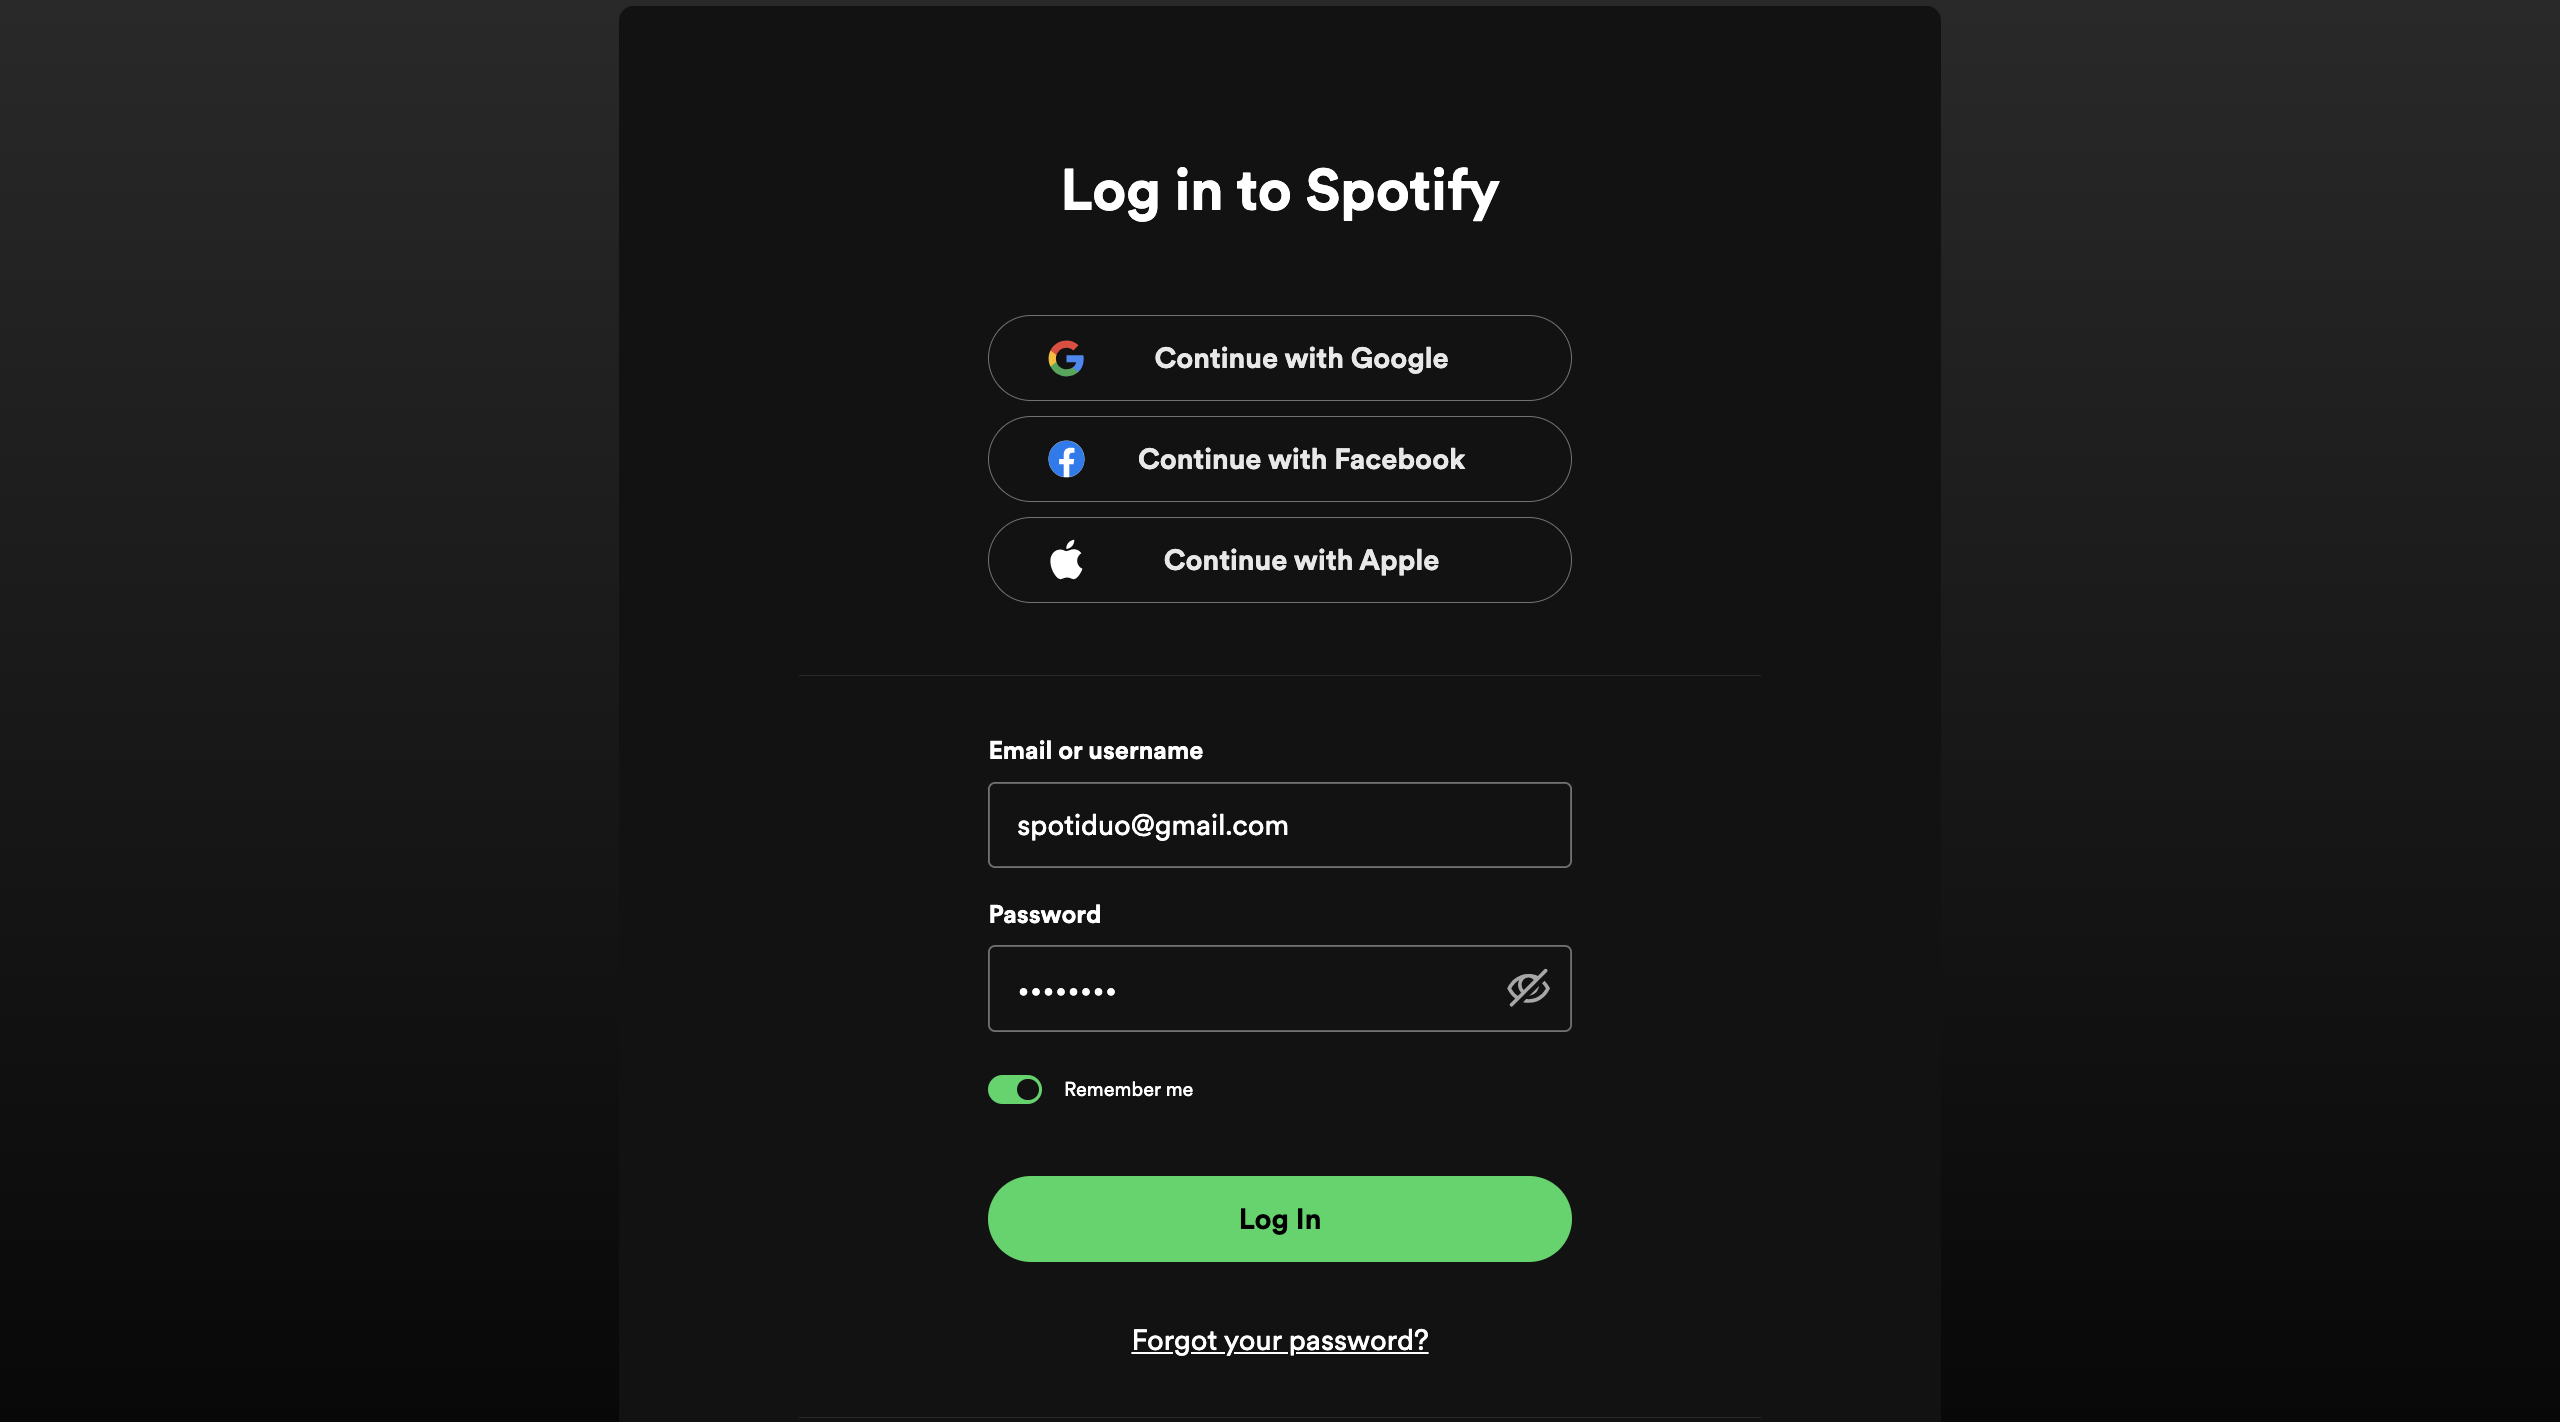 Log in to Spotify
Continue with Google
Continue with Facebook
Continue with Apple
Email or username
spotiduo@gmail.com
Password
••••••••
Remember me
Log In
Forgot your password?